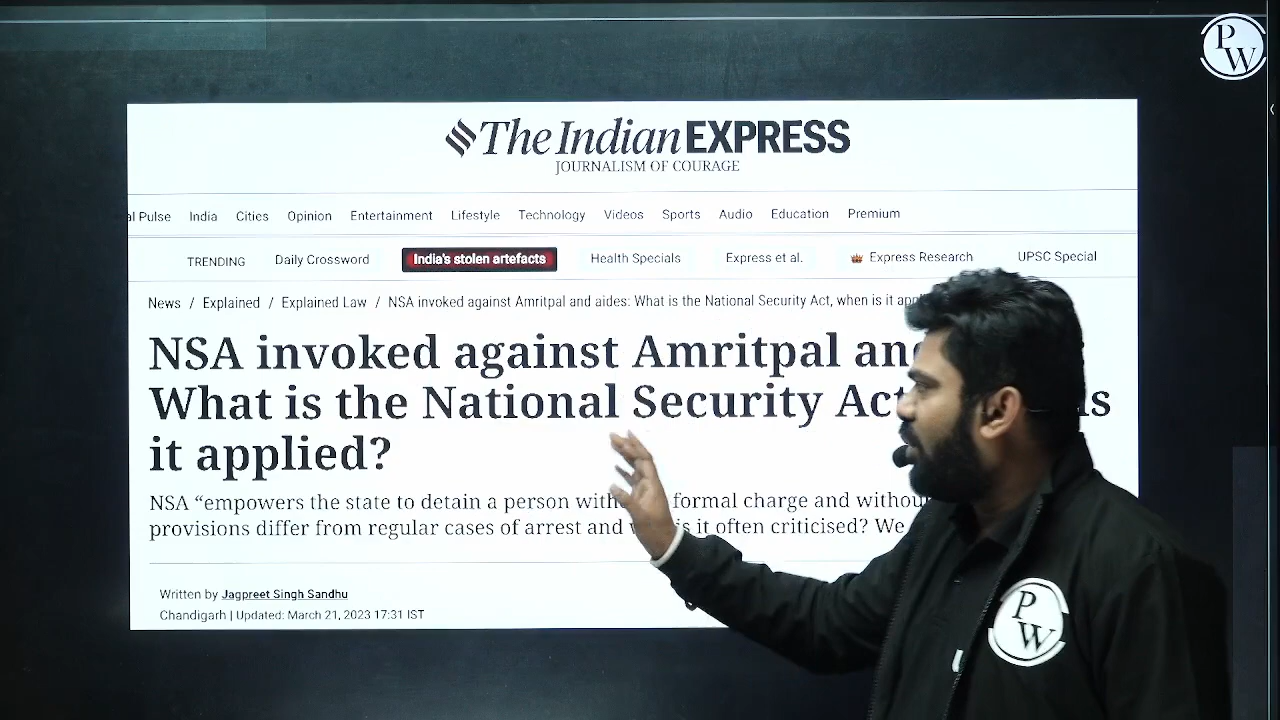 PW
The Indian EXPRESS
JOURNALISM OF COURAGE
al Pulse India Cities Opinion Entertainment Lifestyle Technology Videos Sports Audio Education Premium
TRENDING Daily Crossword India's stolen artefacts Health Specials Express et al. Express Research UPSC Special
News / Explained / Explained Law / NSA invoked against Amritpal and aides: What is the National Security Act, when is it
NSA invoked against Amritpal
What is the National Security Act is
it applied?
NSA “empowers the state to detain a person formal charge and
provisions differ from regular cases of arrest and is it often criticised? We
Written by Jagpreet Singh Sandhu
Chandigarh | Updated: March 21, 2023 17:31 IST
PW